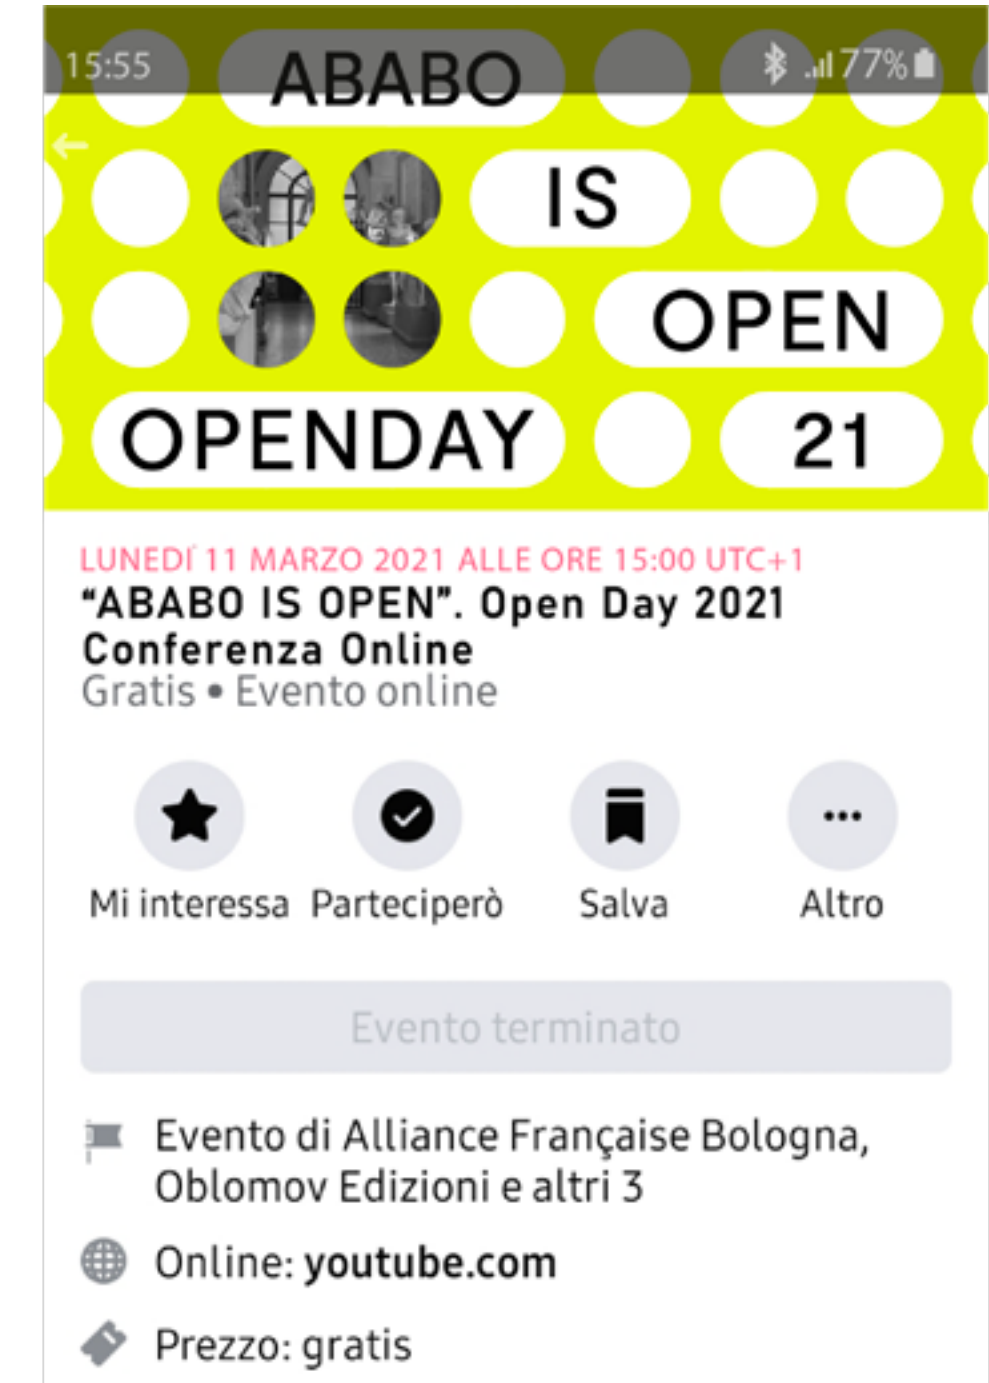 15:55
77%
ABABO
IS
OPEN
OPENDAY 21
LUNEDÍ 11 MARZO 2021 ALLE ORE 15:00 UTC+1
“ABABO IS OPEN”. Open Day 2021
Conferenza Online
Gratis • Evento online
Mi interessa Parteciperò Salva Altro
Evento terminato
Evento di Alliance Française Bologna,
Oblomov Edizioni e altri 3
Online: youtube.com
Prezzo: gratis